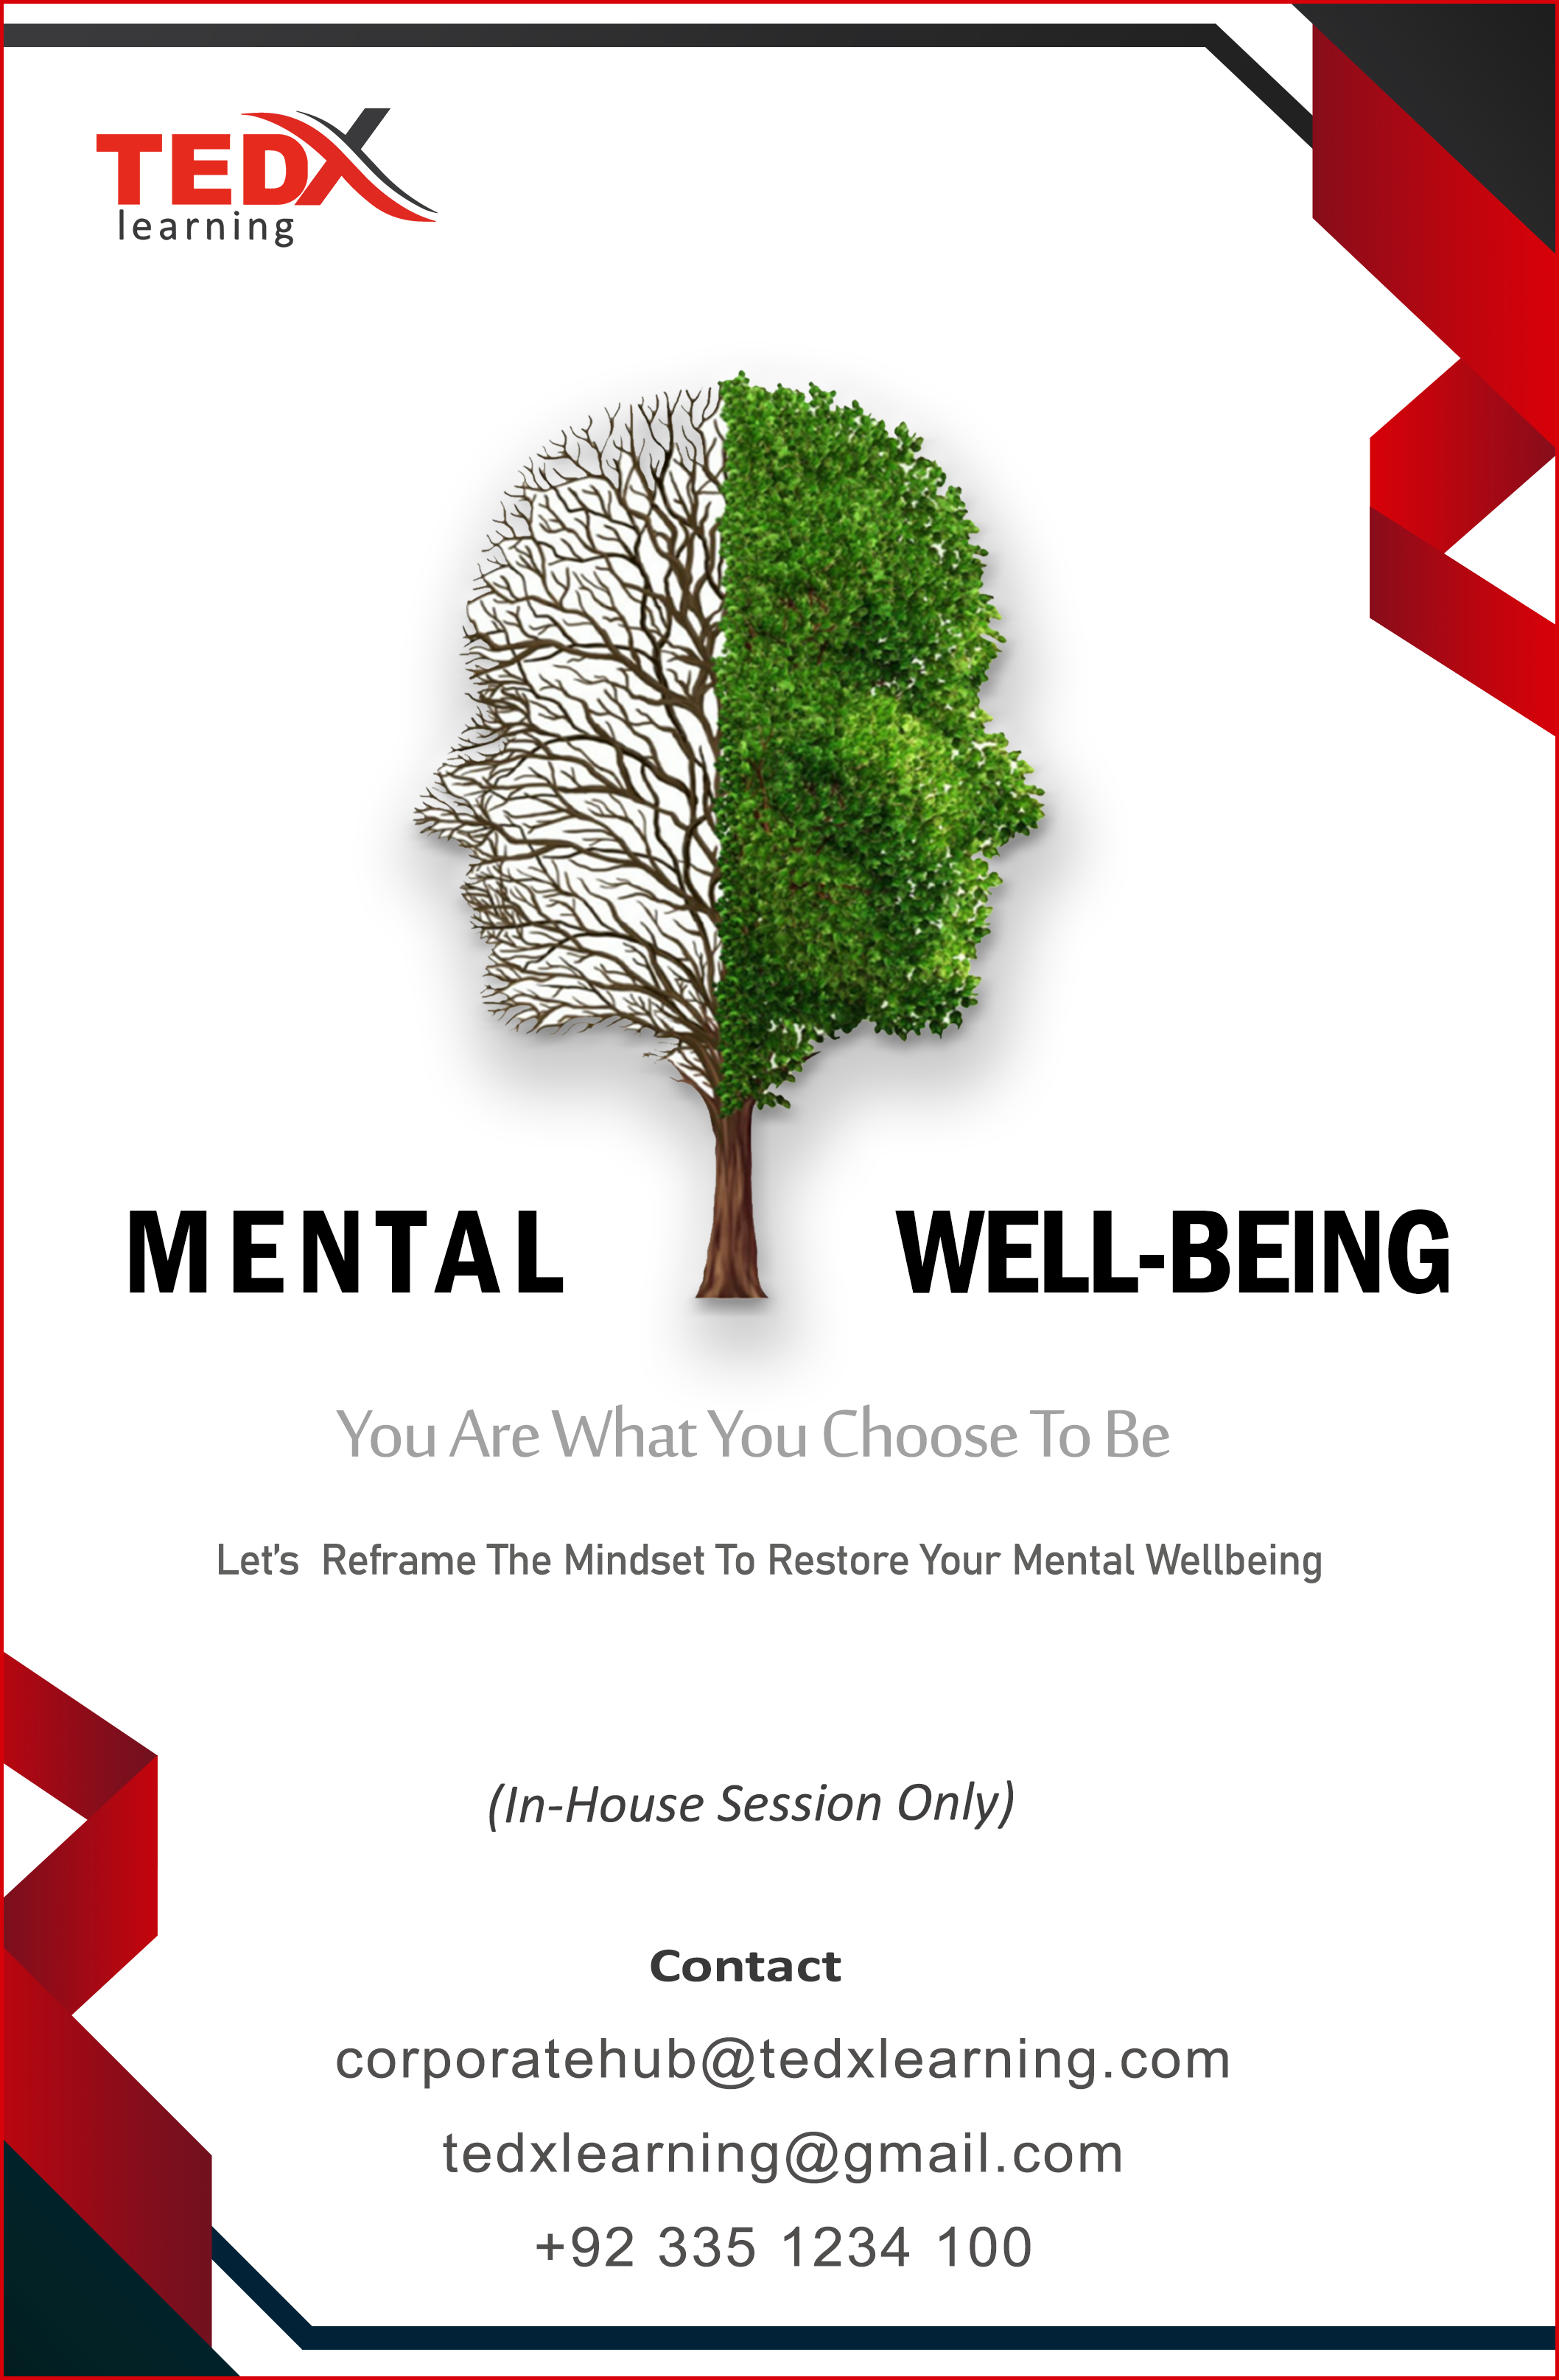 TEDX
learning
MENTAL WELL-BEING
You Are What You Choose To Be
Let's Reframe The Mindset To Restore Your Mental Wellbeing
(In-House Session Only)
Contact
corporatehub@tedxlearning.com
tedxlearning@gmail.com
+92 335 1234 100